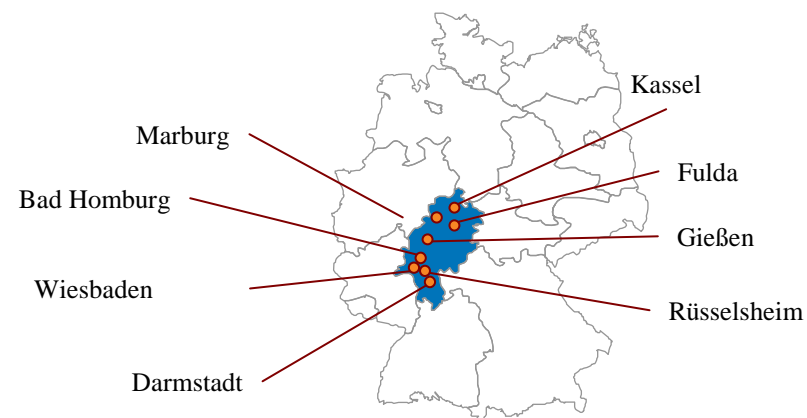 Kassel
Marburg
Fulda
Bad Homburg
Gießen
Wiesbaden
Rüsselsheim
Darmstadt